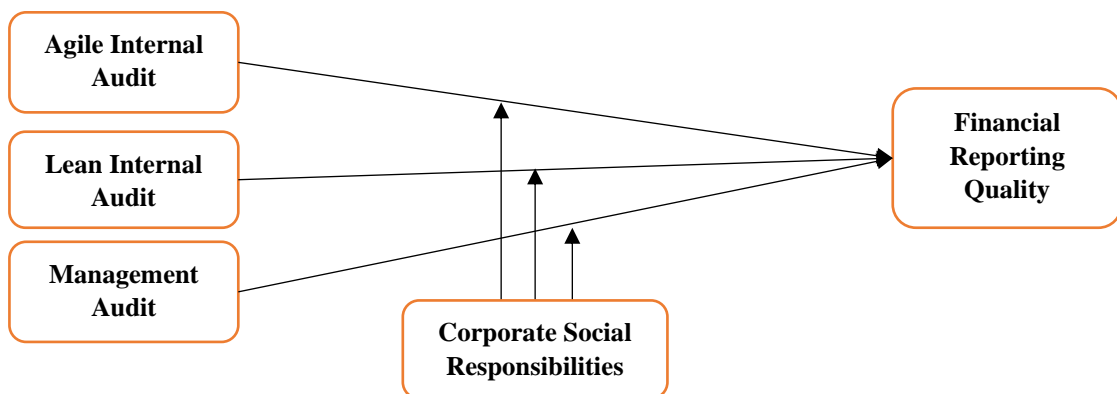 Agile Internal
Audit
Lean Internal
Audit
Management
Audit
Corporate Social
Responsibilities
Financial
Reporting
Quality